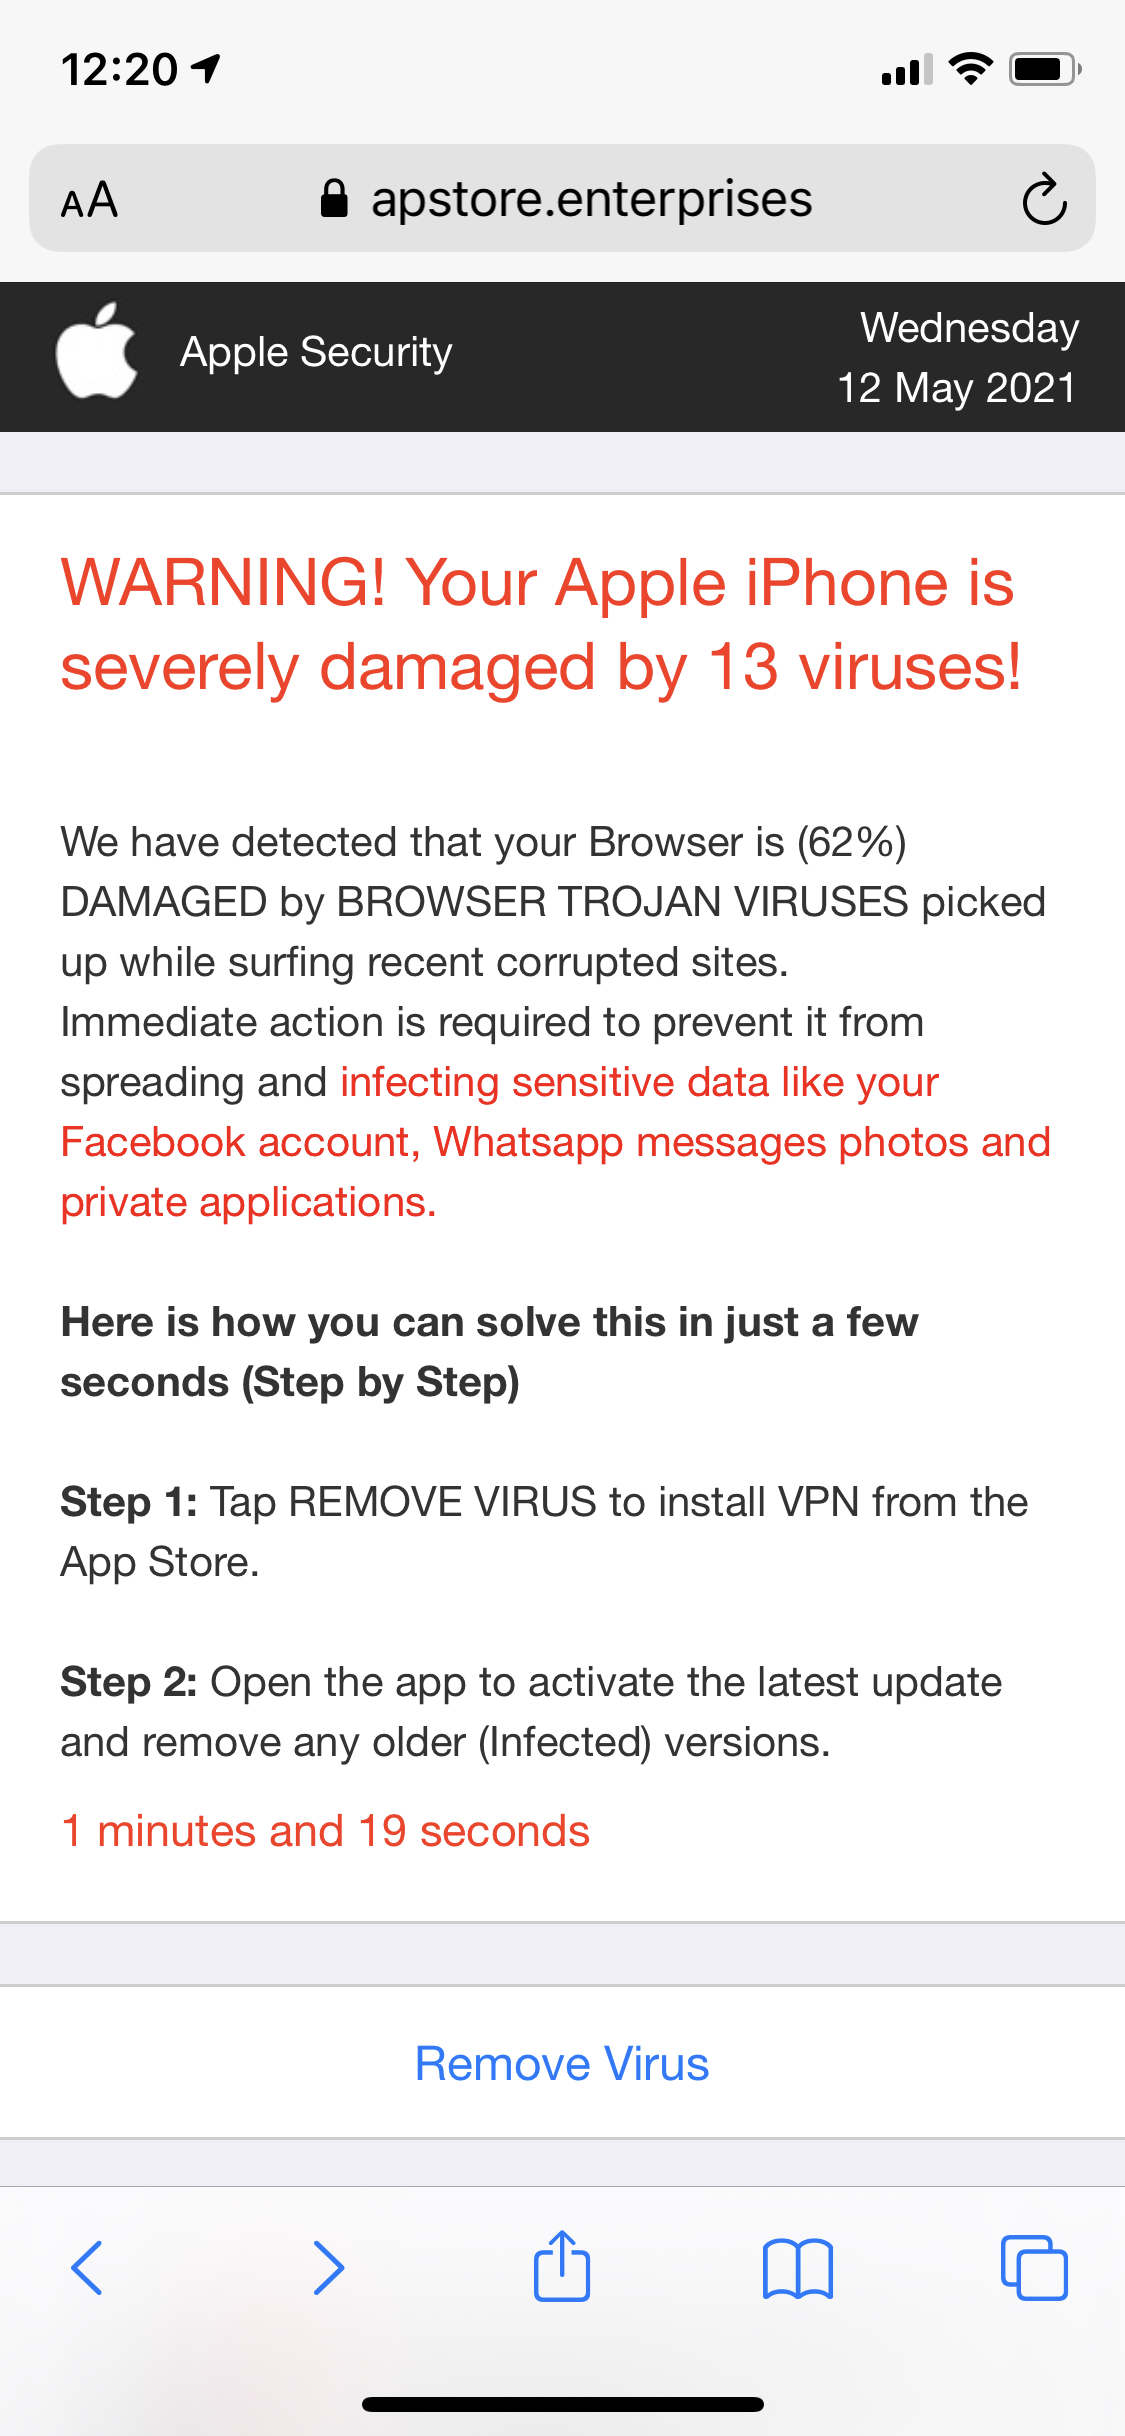 12:20
AA apstore.enterprises
Apple Security
Wednesday
12 May 2021
WARNING! Your Apple iPhone is
severely damaged by 13 viruses!
We have detected that your Browser is (62%)
DAMAGED by BROWSER TROJAN VIRUSES picked
up while surfing recent corrupted sites.
Immediate action is required to prevent it from
spreading and infecting sensitive data like your
Facebook account, Whatsapp messages photos and
private applications.
Here is how you can solve this in just a few
seconds (Step by Step)
Step 1: Tap REMOVE VIRUS to install VPN from the
App Store.
Step 2: Open the app to activate the latest update
and remove any older (Infected) versions.
1 minutes and 19 seconds
Remove Virus